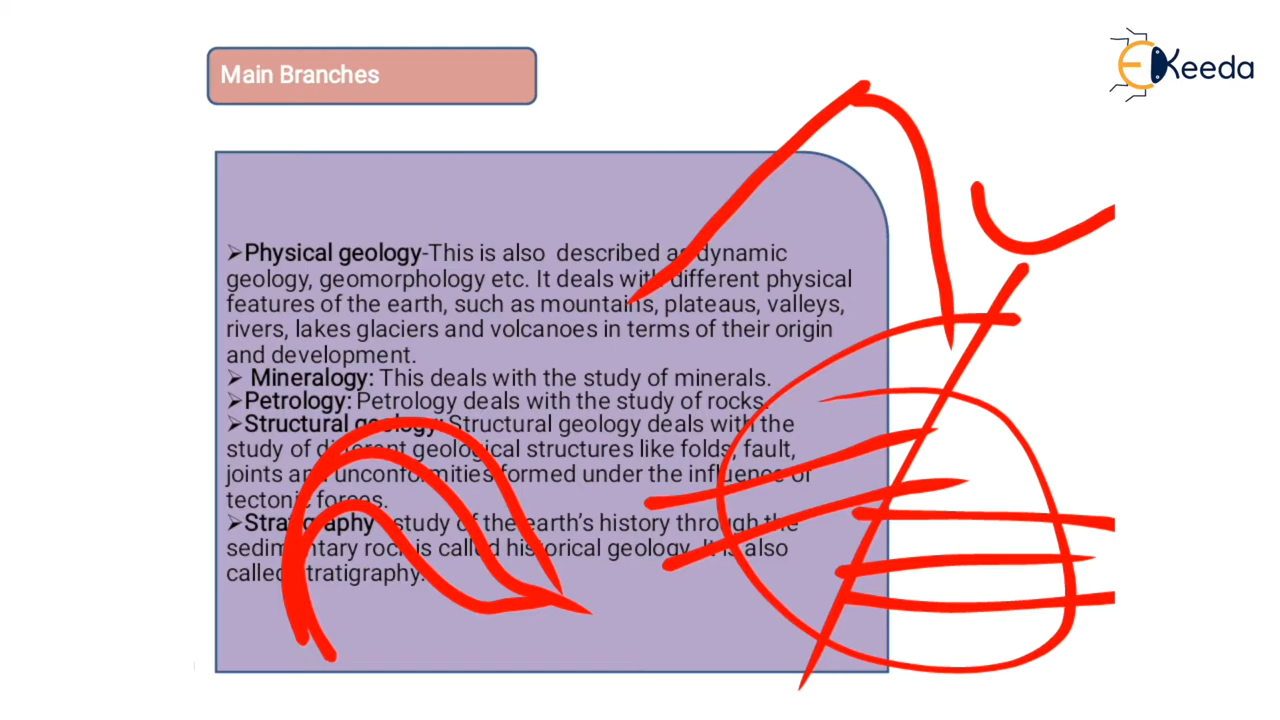 Main Branches
EKeeda
➢Physical geology-This is also described as dynamic
geology, geomorphology etc. It deals with different physical
features of the earth, such as mountains, plateaus, valleys,
rivers, lakes glaciers and volcanoes in terms of their origin
and development.
➢ Mineralogy: This deals with the study of minerals.
➢Petrology: Petrology deals with the study of rocks.
➢Structural geology: Structural geology deals with the
study of different geological structures like folds, fault,
joints and unconformities formed under the influence of
tectonic forces.
➢Stratigraphy study of the earth's history through the
sedimentary rock is called historical geology. It is also
called stratigraphy.